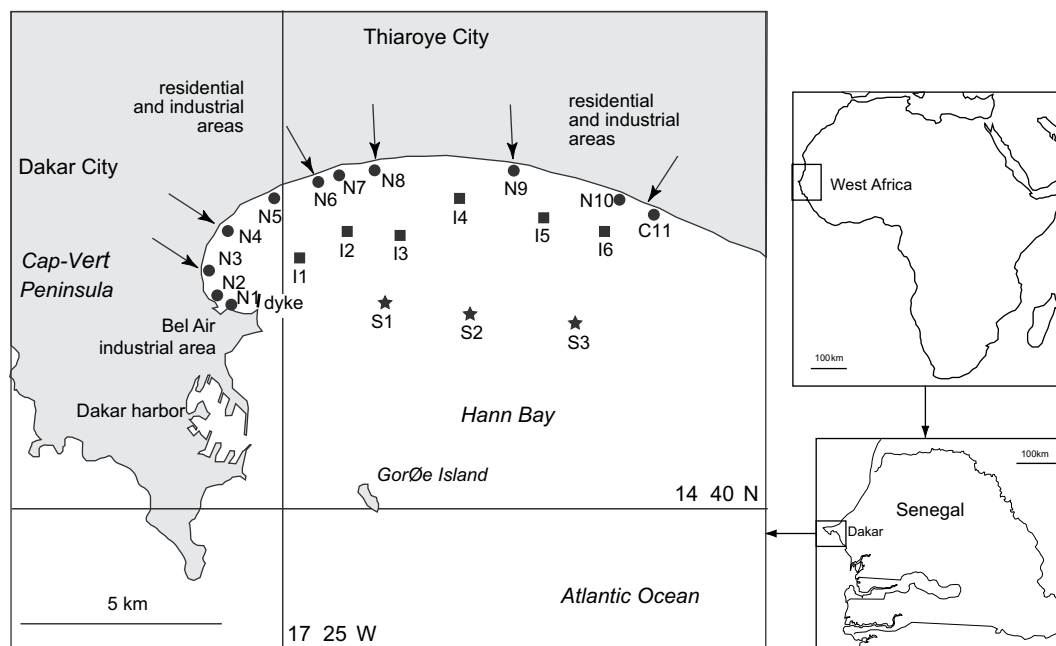 Thiaroye City
residential
and industrial
areas
residential
and industrial
areas
Dakar City
N8
N9
N7
N6
N10
N5
I4
C11
N4
I2
I3
I5
I6
Cap-Vert
Peninsula
N3
I1
N2
N1
dyke
S1
S2
S3
Bel Air
industrial area
Dakar harbor
Hann Bay
GorØe Island
14 40 N
5 km
Atlantic Ocean
17 25 W
West Africa
100km
100km
Senegal
Dakar